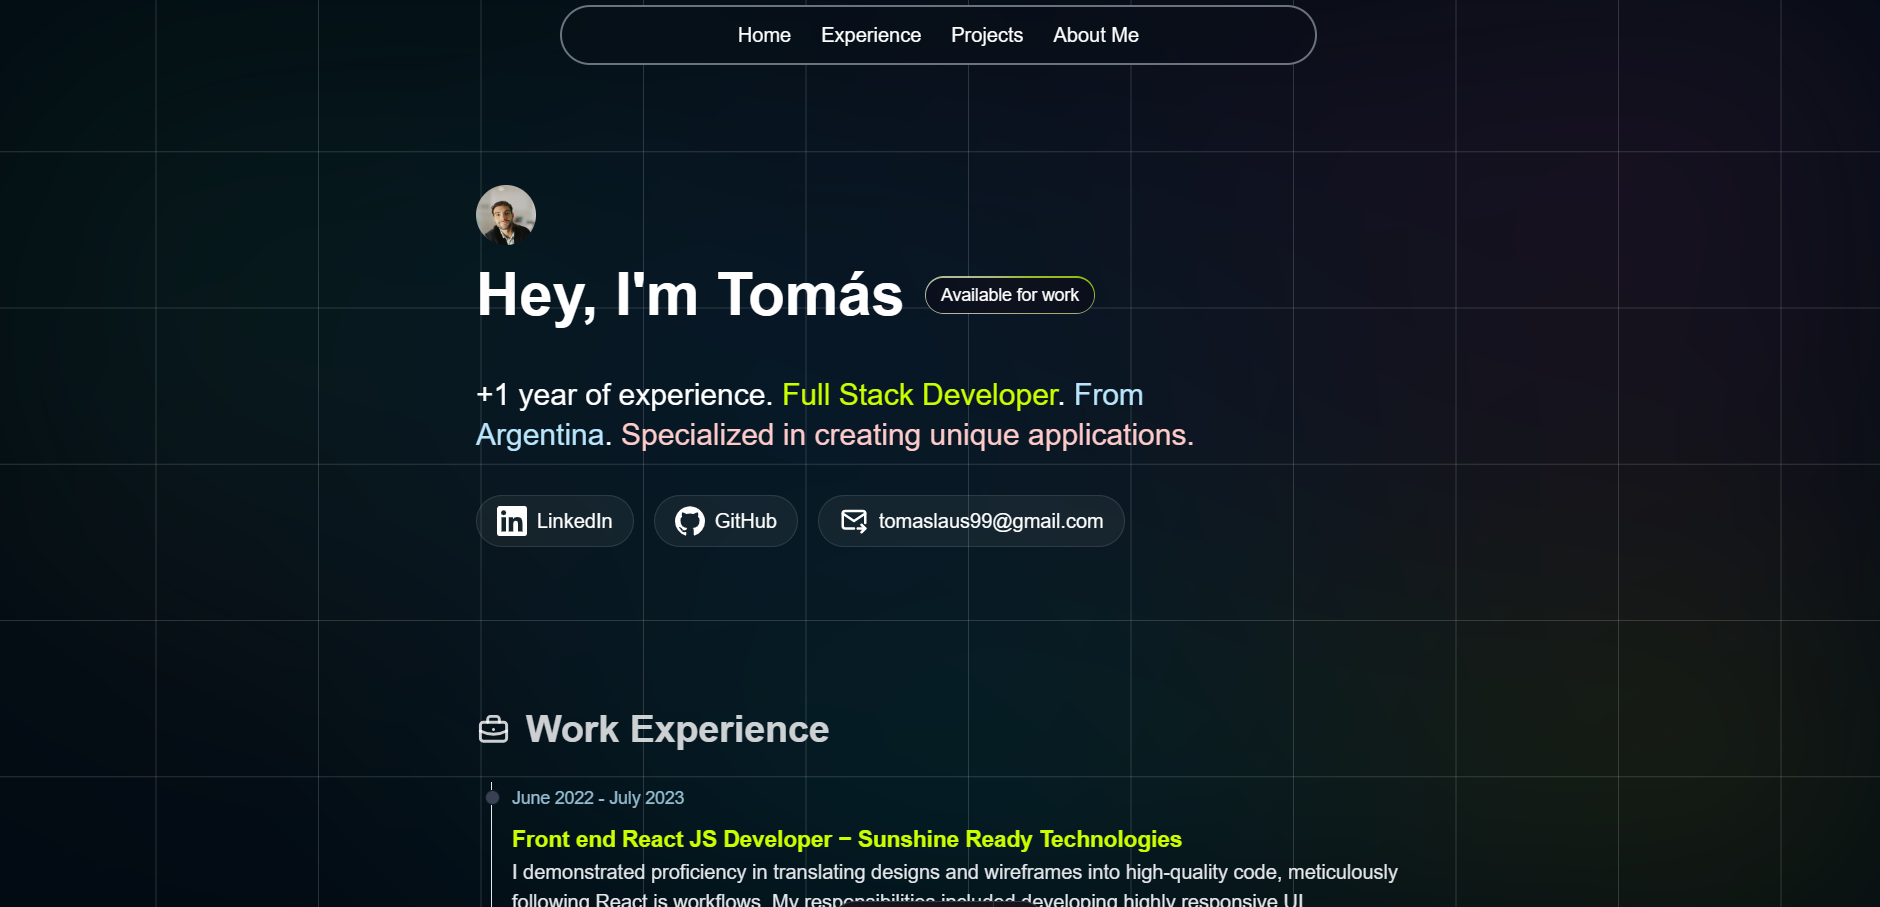 Home Experience Projects About Me
Hey, I'm Tomás Available for work
+1 year of experience. Full Stack Developer. From
Argentina. Specialized in creating unique applications.
LinkedIn GitHub tomaslaus99@gmail.com
Work Experience
June 2022 - July 2023
Front end React JS Developer – Sunshine Ready Technologies
I demonstrated proficiency in translating designs and wireframes into high-quality code, meticulously
following React js workflows. My responsibilities included developing highly responsive UI